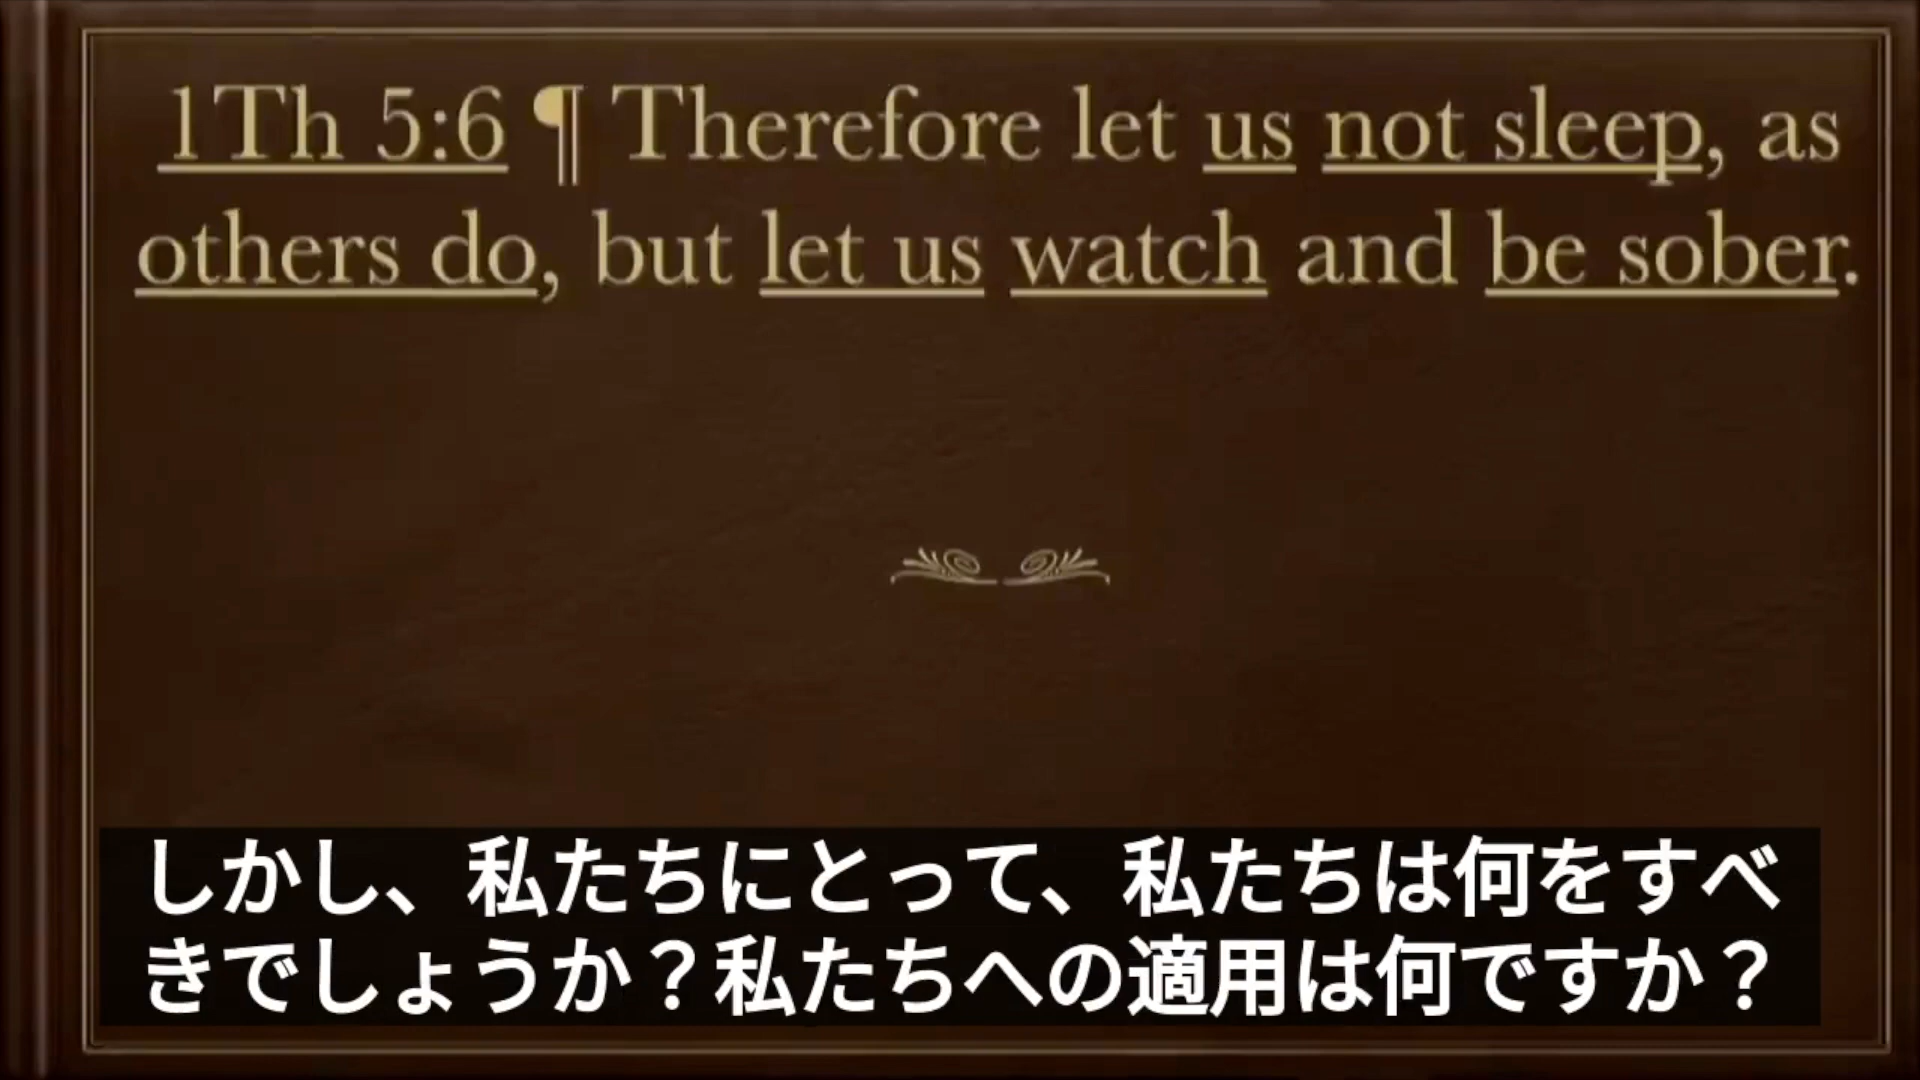 1Th 5:6 ¶ Therefore let us not sleep, as
others do, but let us watch and be sober.
しかし、私たちにとって、私たちは何をすべ
きでしょうか？私たちへの適用は何ですか？